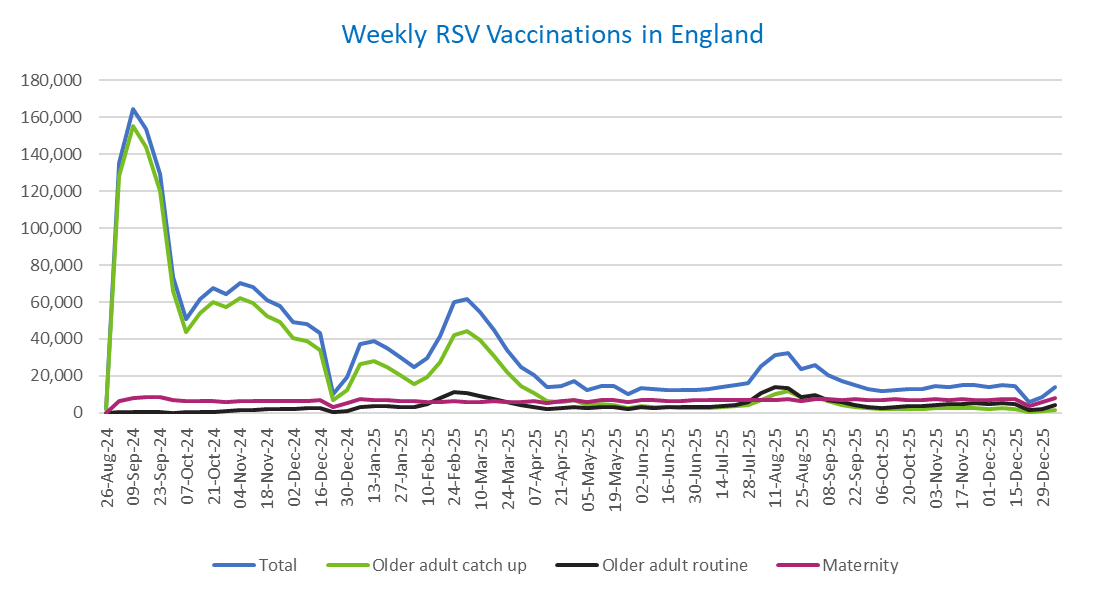 Weekly RSV Vaccinations in England
180,000
160,000
140,000
120,000
100,000
80,000
60,000
40,000
20,000
0
26-Aug-24
09-Sep-24
23-Sep-24
07-Oct-24
21-Oct-24
04-Nov-24
18-Nov-24
02-Dec-24
16-Dec-24
30-Dec-24
13-Jan-25
27-Jan-25
10-Feb-25
24-Feb-25
10-Mar-25
24-Mar-25
07-Apr-25
21-Apr-25
05-May-25
19-May-25
02-Jun-25
16-Jun-25
30-Jun-25
14-Jul-25
28-Jul-25
11-Aug-25
25-Aug-25
08-Sep-25
22-Sep-25
06-Oct-25
20-Oct-25
03-Nov-25
17-Nov-25
01-Dec-25
15-Dec-25
29-Dec-25
Total Older adult catch up Older adult routine Maternity